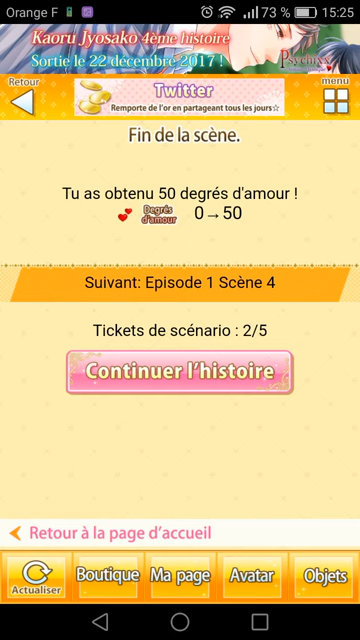 Orange F 73 % 15:25
Kaoru Jyosako 4ème histoire
Sortie le 22 décembre 2017 !
Psychixx
Retour
Twitter
Remporte de l'or en partageant tous les jours☆
menu
Fin de la scène.
Tu as obtenu 50 degrés d'amour !
Degrés d'amour 0→50
Suivant: Episode 1 Scène 4
Tickets de scénario : 2/5
Continuer l'histoire
Retour à la page d'accueil
Actualiser
Boutique
Ma page
Avatar
Objets